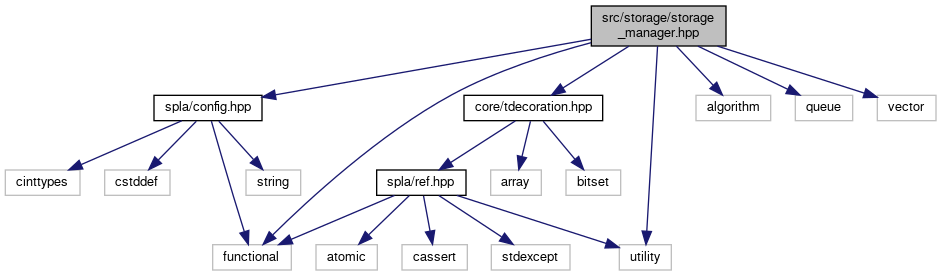 src/storage/storage
_manager.hpp
spla/config.hpp
core/tdecoration.hpp
algorithm
queue
vector
cinttypes
cstddef
string
spla/ref.hpp
array
bitset
functional
atomic
cassert
stdexcept
utility